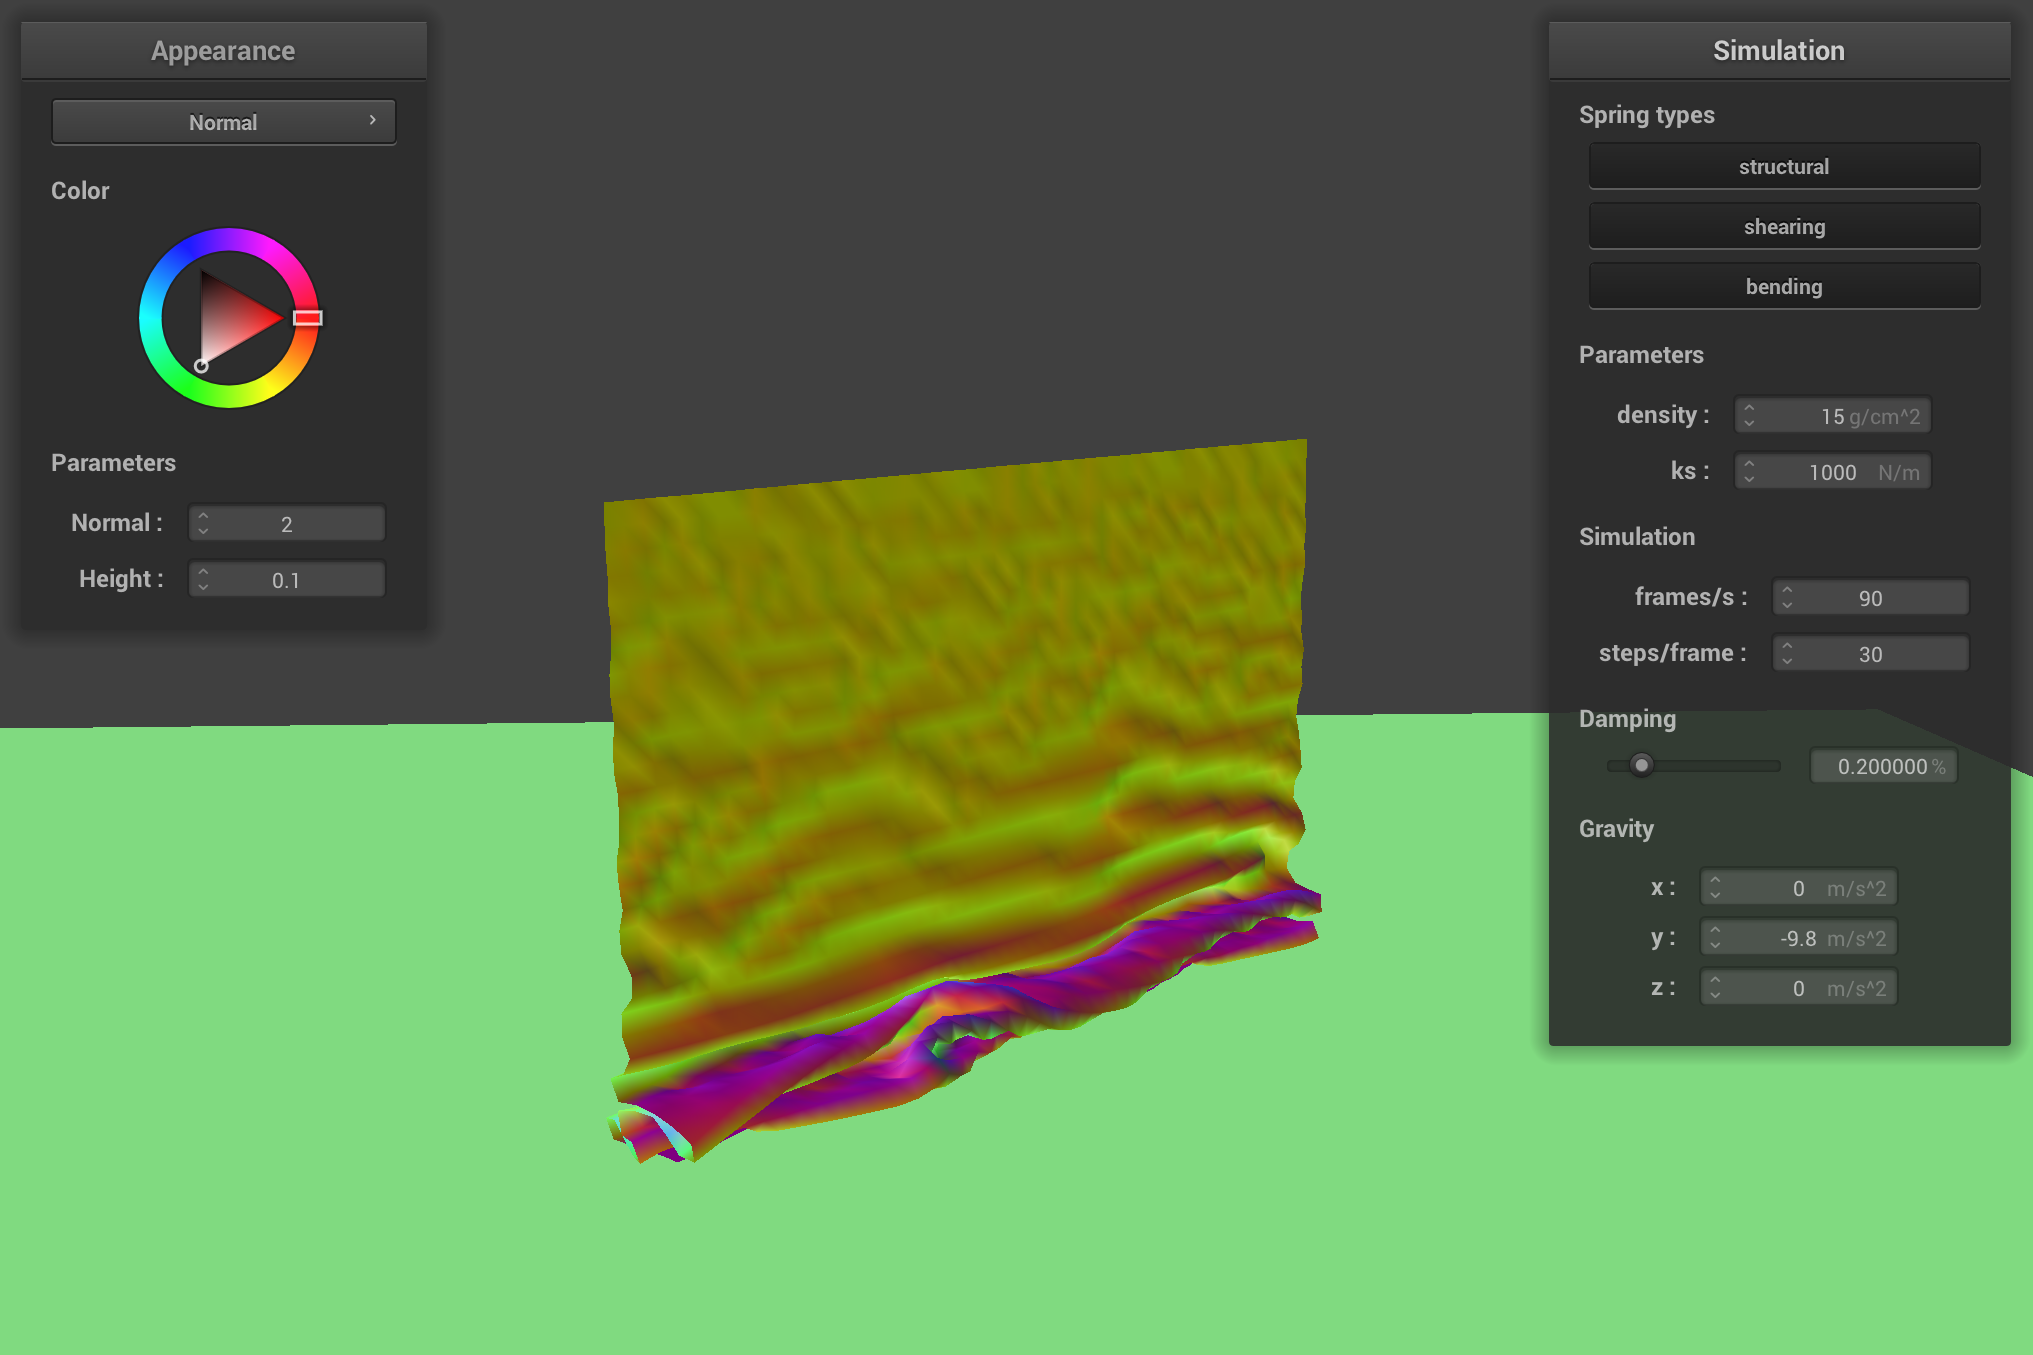 Appearance
Normal
Color
Parameters
Normal : 2
Height : 0.1
Simulation
Spring types
structural
shearing
bending
Parameters
density : 15 g/cm^2
ks : 1000 N/m
Simulation
frames/s : 90
steps/frame : 30
Damping
0.200000 %
Gravity
x : 0 m/s^2
y : -9.8 m/s^2
z : 0 m/s^2